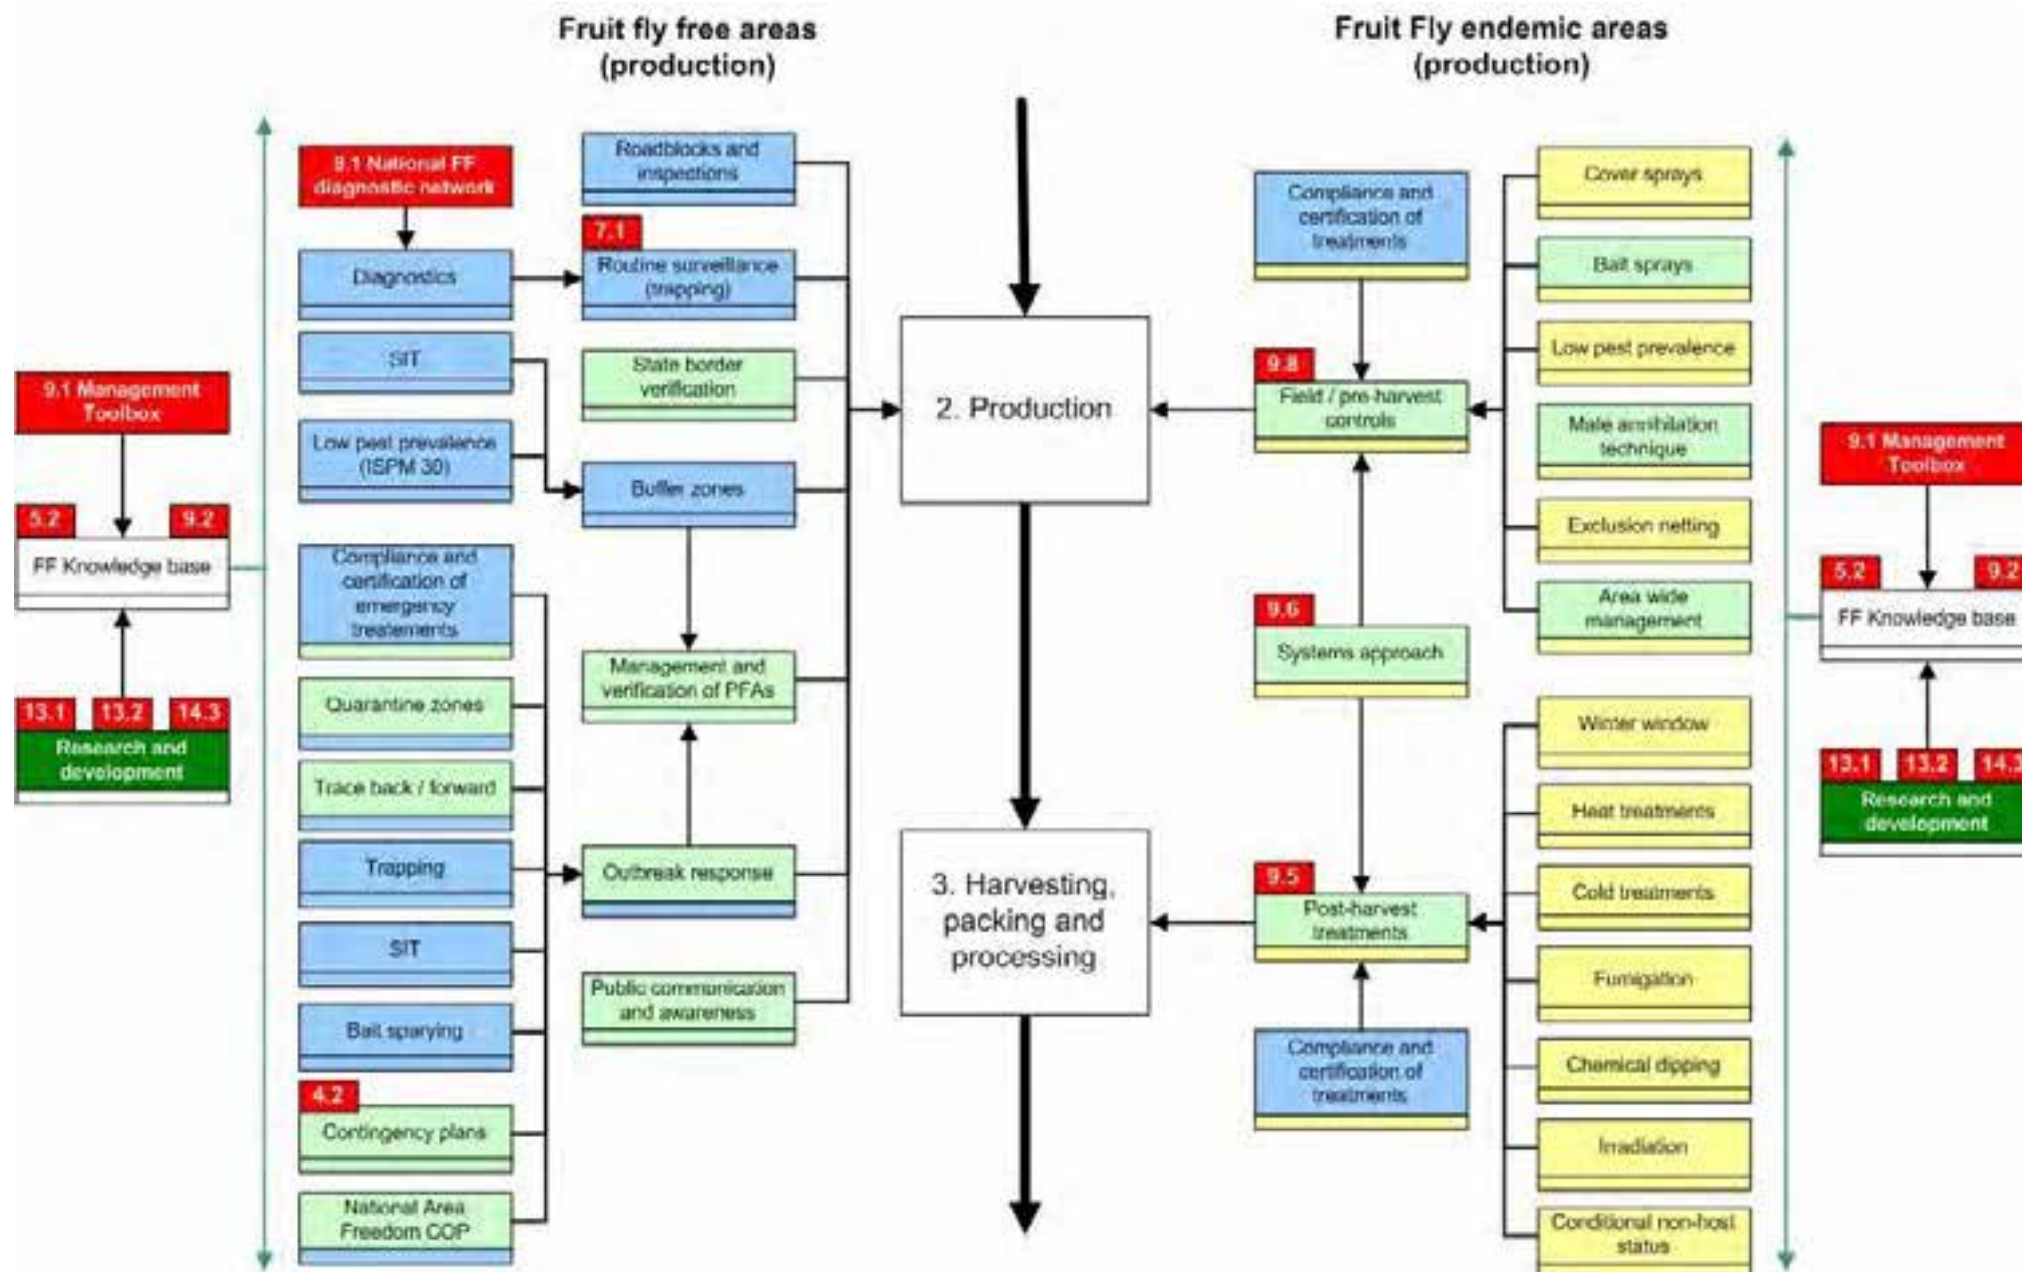 Fruit fly free areas
(production)
Fruit Fly endemic areas
(production)
9.1 National FF
diagnostic network
Diagnostics
SIT
Low pest prevalence
(ISPM 30)
Compliance and
certification of
emergency
treatements
Quarantine zones
Trace back / forward
Trapping
SIT
Bait sparying
4.2
Contingency plans
National Area
Freedom COP
9.1 Management
Toolbox
5.2
9.2
FF Knowledge base
13.1
13.2
14.3
Research and
development
Roadblocks and
inspections
7.1
Routine surveillance
(trapping)
State border
verification
Buffer zones
Management and
verification of PFAs
Outbreak response
Public communication
and awareness
2. Production
3. Harvesting,
packing and
processing
Compliance and
certification of
treatments
9.8
Field / pre-harvest
controls
9.6
Systems approach
9.5
Post-harvest
treatments
Compliance and
certification of
treatments
Cover sprays
Bait sprays
Low pest prevalence
Male annihilation
technique
Exclusion netting
Area wide
management
Winter window
Heat treatments
Cold treatments
Fumigation
Chemical dipping
Irradiation
Conditional non-host
status
9.1 Management
Toolbox
5.2
9.2
FF Knowledge base
13.1
13.2
14.3
Research and
development